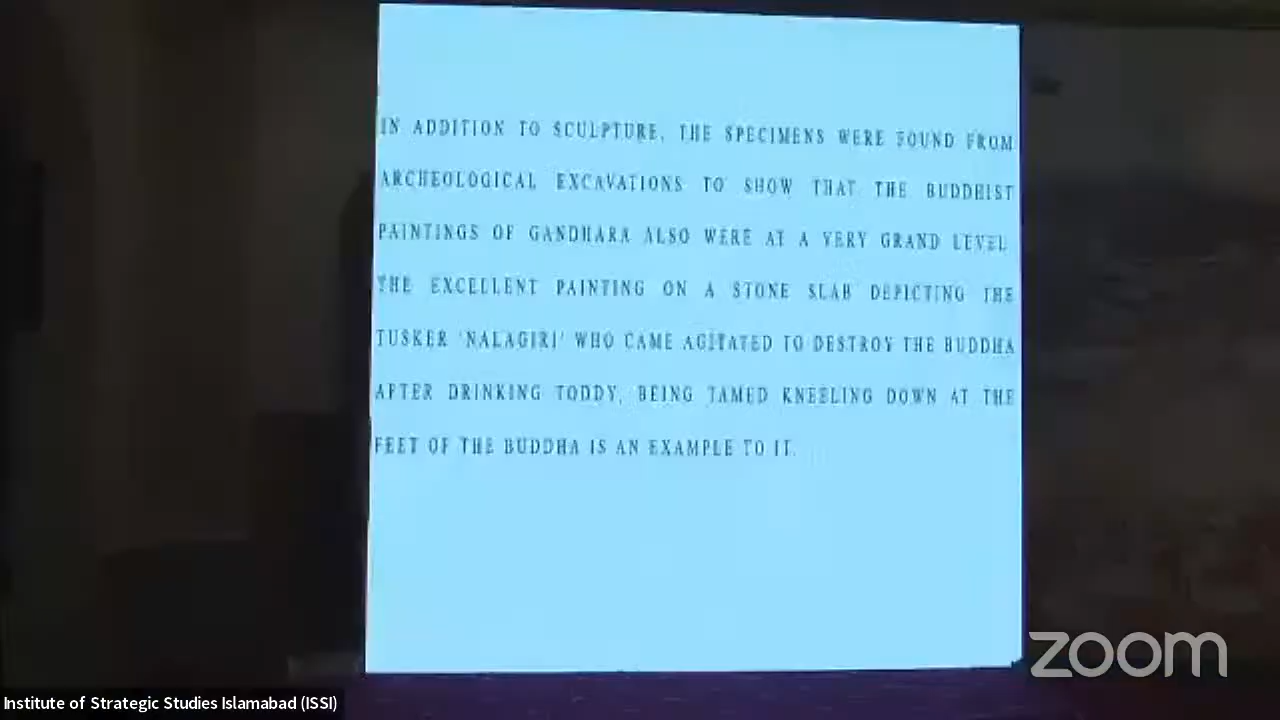 IN ADDITION TO SCULPTURE, THE SPECIMENS WERE FOUND FROM
ARCHEOLOGICAL EXCAVATIONS TO SHOW THAT THE BUDDHIST
PAINTINGS OF GANDHARA ALSO WERE AT A VERY GRAND LEVEL
THE EXCELLENT PAINTING ON A STONE SLAB DEPICTING THE
TUSKER 'NALAGIRI' WHO CAME AGITATED TO DESTROY THE BUDDHA
AFTER DRINKING TODDY, BEING TAMED KNEELING DOWN AT THE
FEET OF THE BUDDHA IS AN EXAMPLE TO IT.
zoom
Institute of Strategic Studies Islamabad (ISSI)